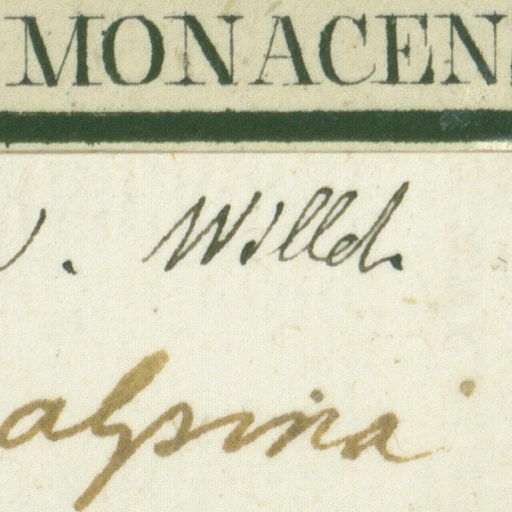 MONACEN
. Willd.
alpina